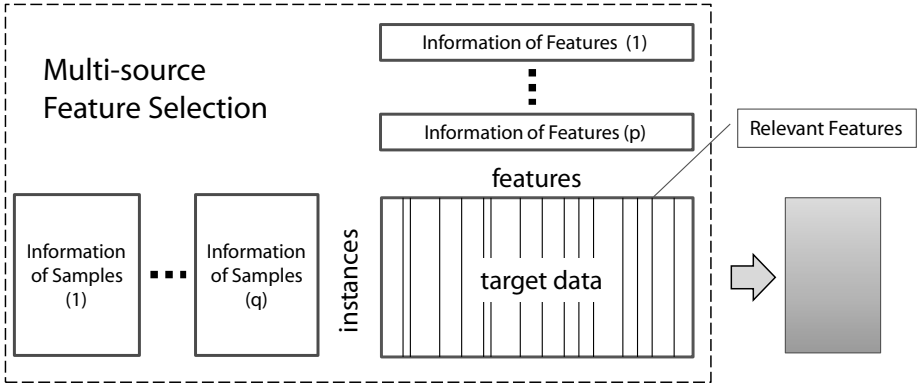 Multi-source
Feature Selection
Information of Features (1)
Information of Features (p)
Relevant Features
features
Information
of Samples
(1)
Information
of Samples
(q)
instances
target data